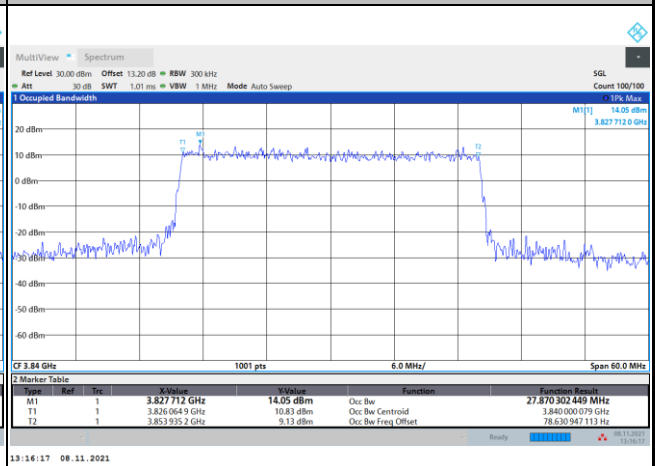 MultiView Spectrum
Ref Level 30.00 dBm Offset 13.20 dB RBW 300 kHz SGL
Att 30 dB SWT 1.01 ms VBW 1 MHz Mode Auto Sweep Count 100/100
1 Occupied Bandwidth 1Pk Max
M1[1] 14.05 dBm
3.827 712 0 GHz
20 dBm
M1
T1
T2
10 dBm
0 dBm
-10 dBm
-20 dBm
-30 dBm
-40 dBm
-50 dBm
-60 dBm
CF 3.84 GHz 1001 pts 6.0 MHz/ Span 60.0 MHz
2 Marker Table
Type Ref Trc X-Value Y-Value Function Function Result
M1 1 3.827 712 GHz 14.05 dBm Occ Bw 27.870 302 449 MHz
T1 1 3.826 064 9 GHz 10.83 dBm Occ Bw Centroid 3.840 000 079 GHz
T2 1 3.853 935 2 GHz 9.13 dBm Occ Bw Freq Offset 78.630 947 113 Hz
Ready 08.11.2021
13:16:17
13:16:17 08.11.2021